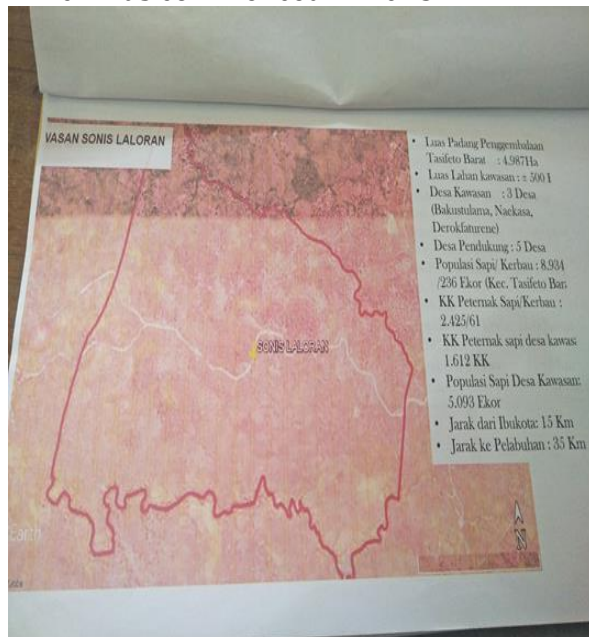 VASAN SONIS LALORAN
• Luas Padang Penggembalaan
Tasifeto Barat : 4.987Ha
• Luas Lahan kawasan : ± 500 H
• Desa Kawasan : 3 Desa
(Bakustulama, Naekasa,
Derokfaturene)
• Desa Pendukung : 5 Desa
• Populasi Sapi/ Kerbau : 8.934
/236 Ekor (Kec. Tasifeto Bar
• KK Peternak Sapi/Kerbau :
2.425/61
• KK Peternak sapi desa kawas
1.612 KK
• Populasi Sapi Desa Kawasan:
5.093 Ekor
• Jarak dari Ibukota: 15 Km
• Jarak ke Pelabuhan : 35 Km
SONIS LALORAN
earth
N